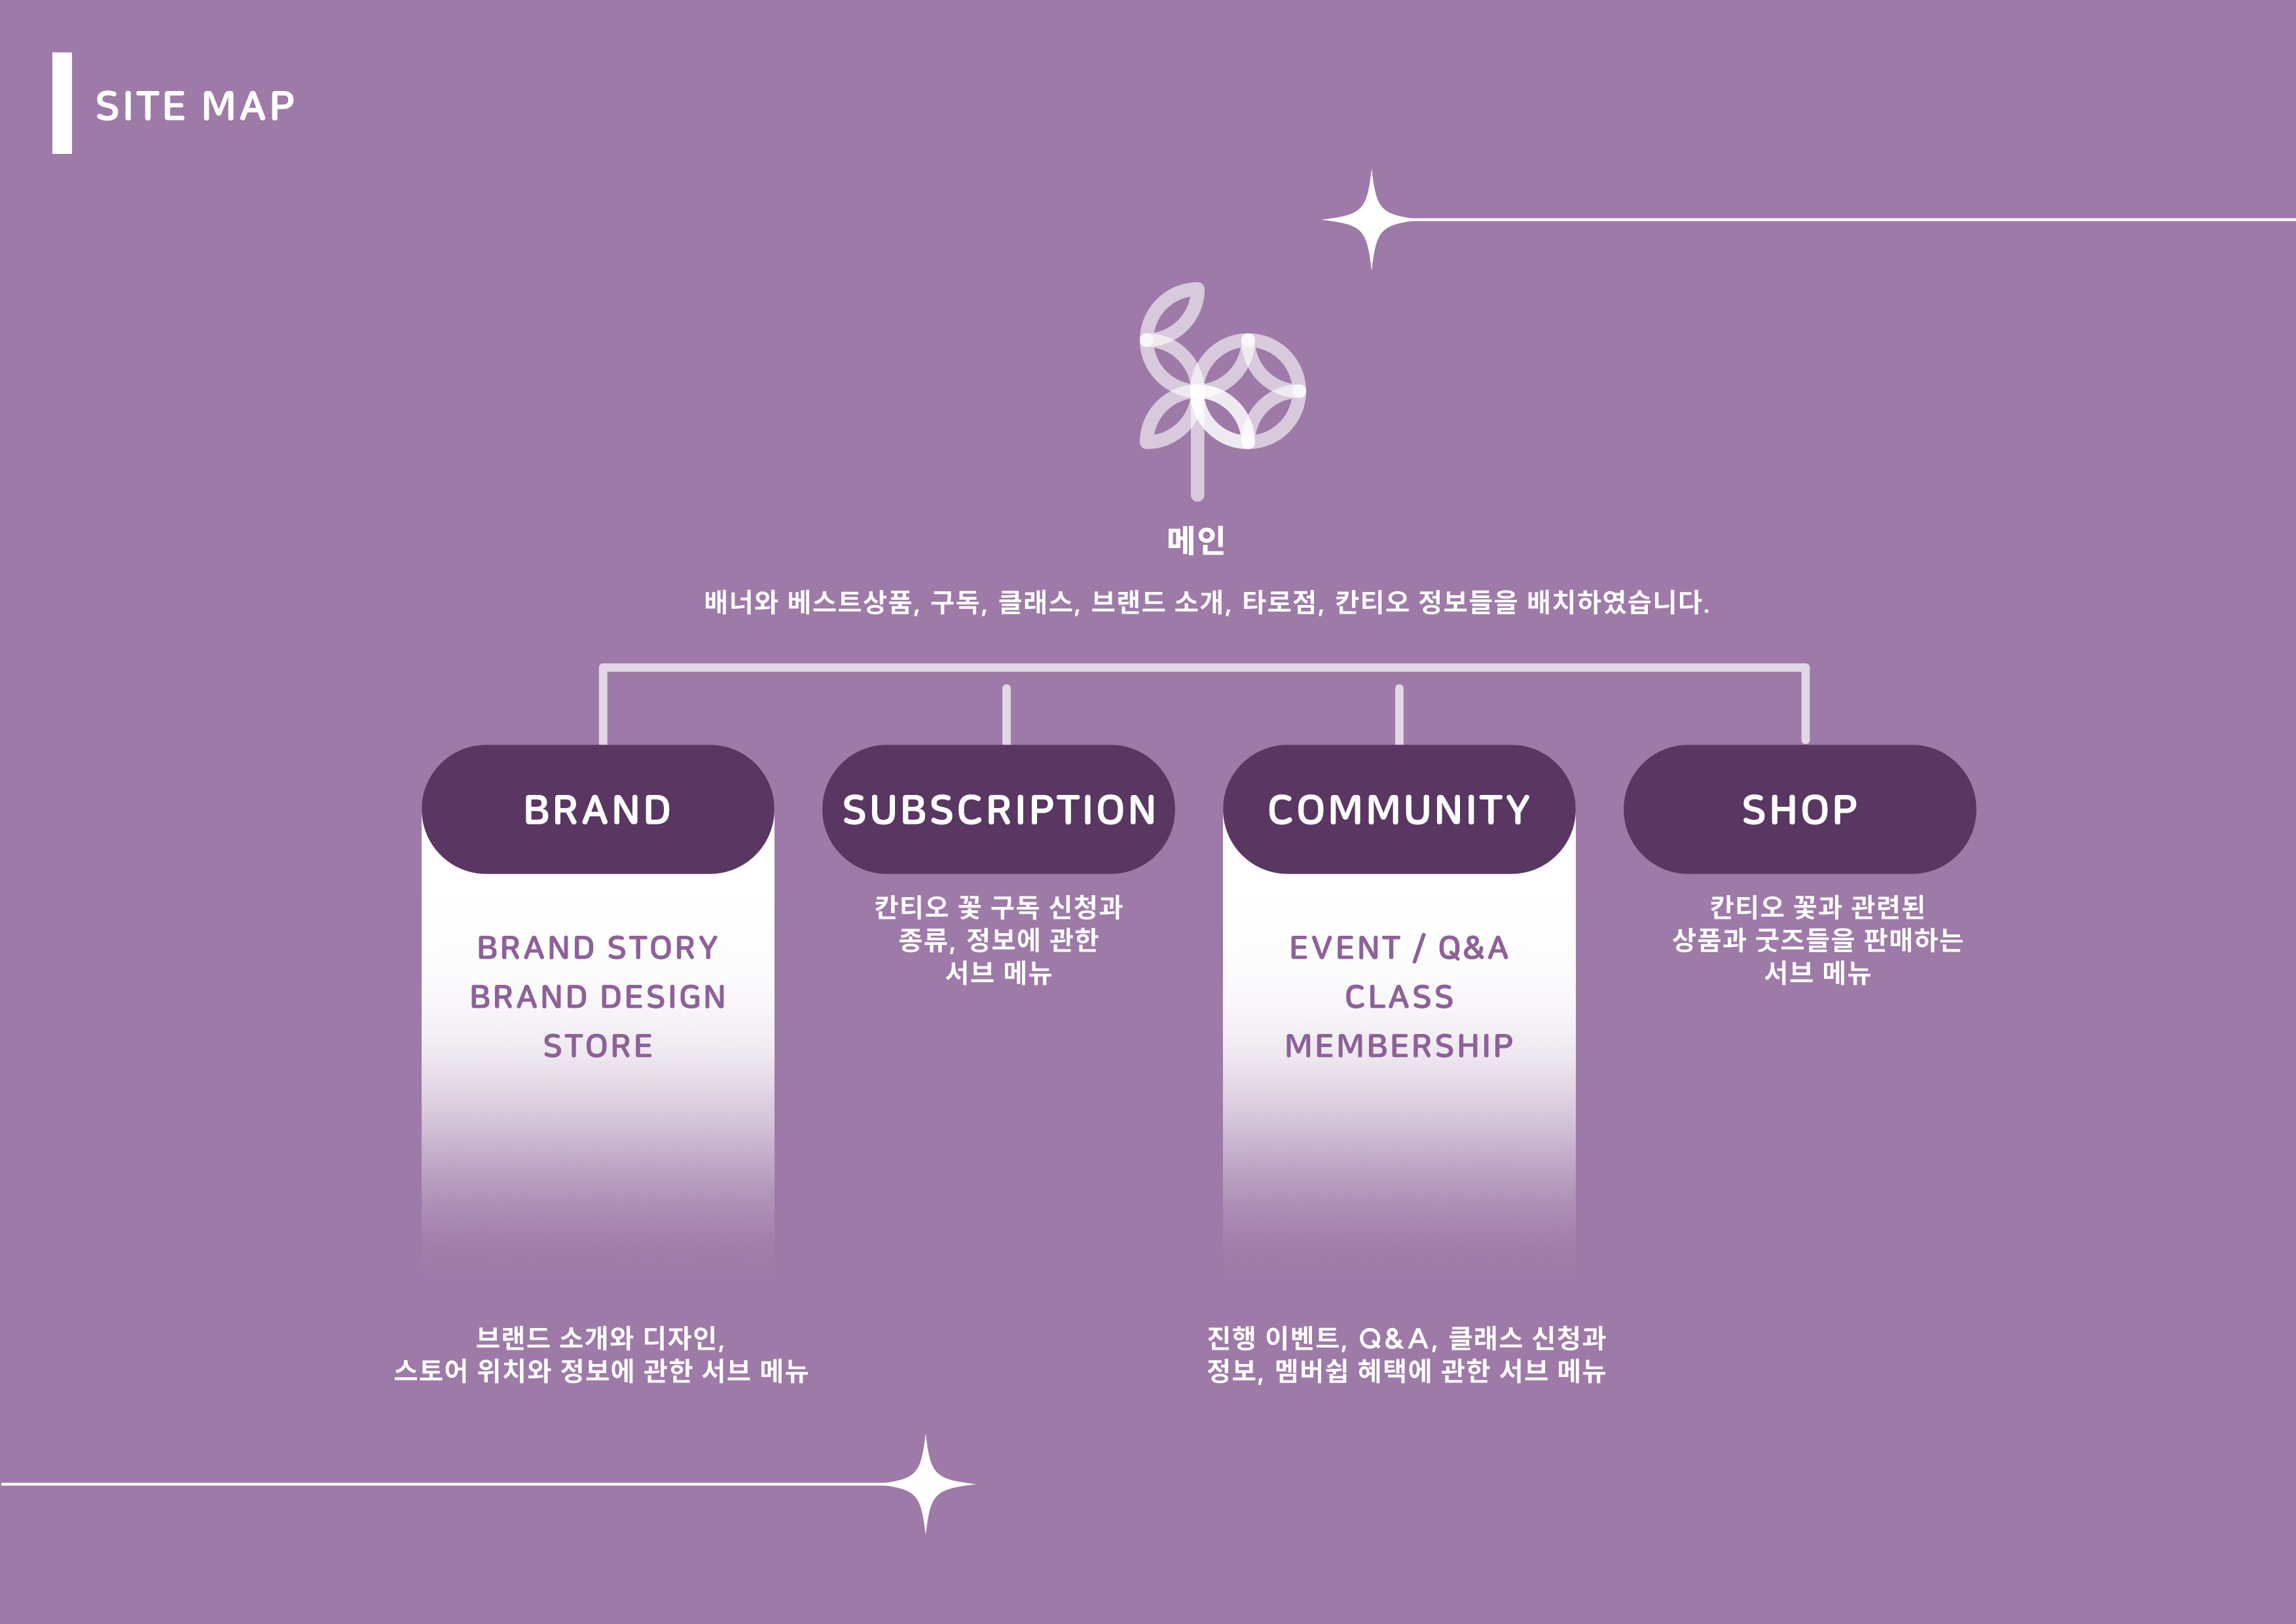 SITE MAP
메인
배너와 베스트상품, 구독, 클래스, 브랜드 소개, 타로점, 칸티오 정보들을 배치하였습니다.
BRAND
SUBSCRIPTION
COMMUNITY
SHOP
BRAND STORY
BRAND DESIGN
STORE
브랜드 소개와 디자인,
스토어 위치와 정보에 관한 서브 메뉴
칸티오 꽃 구독 신청과
종류, 정보에 관한
서브 메뉴
EVENT / Q&A
CLASS
MEMBERSHIP
진행 이벤트, Q&A, 클래스 신청과
정보, 멤버쉽 혜택에 관한 서브 메뉴
칸티오 꽃과 관련된
상품과 굿즈들을 판매하는
서브 메뉴